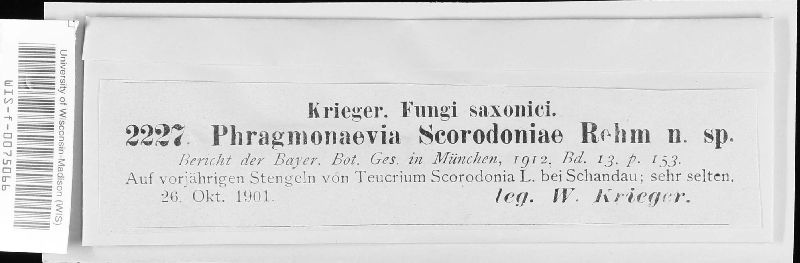 Krieger. Fungi saxonici.
2227. Phragmonaevia Scorodoniae Rehm n. sp.
Bericht der Bayer. Bot. Ges. in München, 1912. Bd. 13. p. 153.
Auf vorjährigen Stengeln von Teucrium Scorodonia L. bei Schandau; sehr selten.
26. Okt. 1901. leg. W. Krieger.
University of Wisconsin-Madison (WIS)
WIS-f-0075066